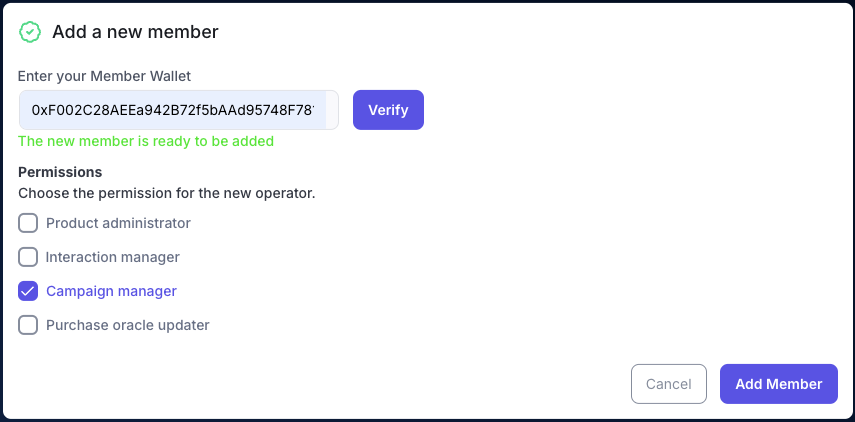 Add a new member
Enter your Member Wallet
0xF002C28AEEa942B72f5bAAd95748F78
Verify
The new member is ready to be added
Permissions
Choose the permission for the new operator.
Product administrator
Interaction manager
Campaign manager
Purchase oracle updater
Cancel
Add Member